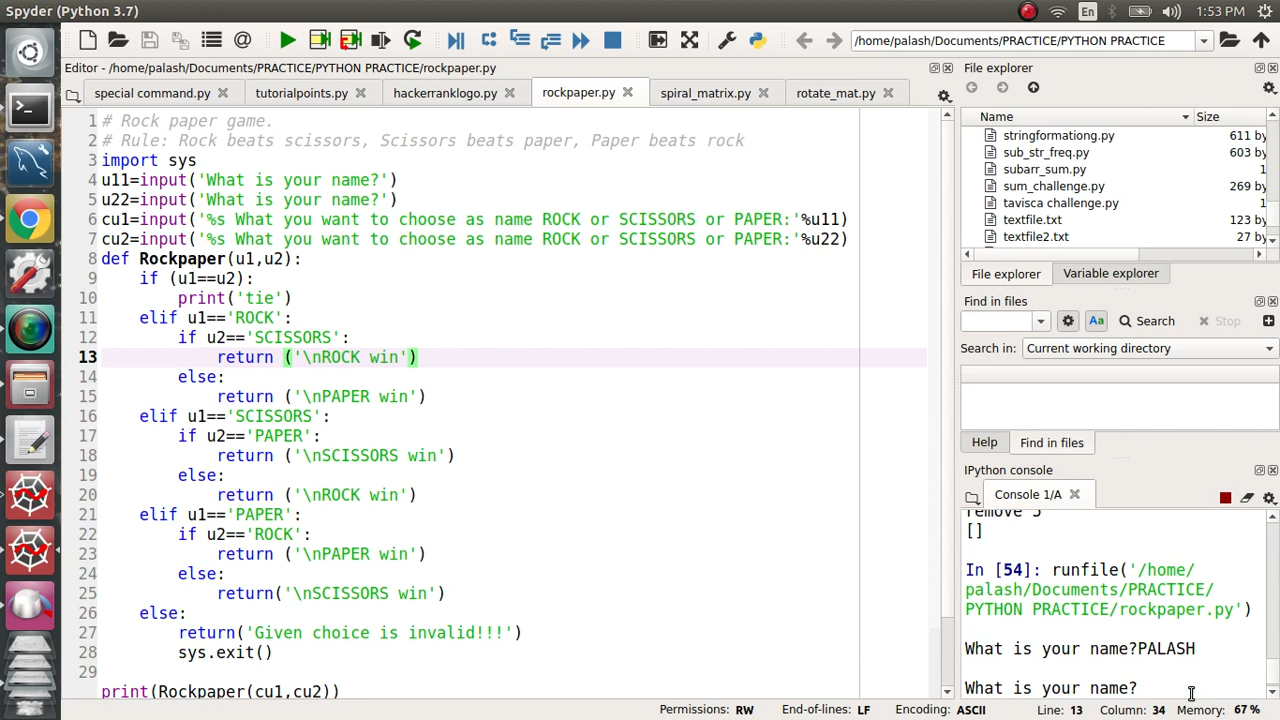 Spyder (Python 3.7)
En
1:53 PM
/home/palash/Documents/PRACTICE/PYTHON PRACTICE
Editor - /home/palash/Documents/PRACTICE/PYTHON PRACTICE/rockpaper.py
special command.py
tutorialpoints.py
hackerranklogo.py
rockpaper.py
spiral_matrix.py
rotate_mat.py
1 # Rock paper game.
2 # Rule: Rock beats scissors, Scissors beats paper, Paper beats rock
3 import sys
4 u11=input('What is your name?')
5 u22=input('What is your name?')
6 cu1=input('%s What you want to choose as name ROCK or SCISSORS or PAPER:'%u11)
7 cu2=input('%s What you want to choose as name ROCK or SCISSORS or PAPER:'%u22)
8 def Rockpaper(u1,u2):
9     if (u1==u2):
10         print('tie')
11     elif u1=='ROCK':
12         if u2=='SCISSORS':
13             return ('\nROCK win')
14         else:
15             return ('\nPAPER win')
16     elif u1=='SCISSORS':
17         if u2=='PAPER':
18             return ('\nSCISSORS win')
19         else:
20             return ('\nROCK win')
21     elif u1=='PAPER':
22         if u2=='ROCK':
23             return ('\nPAPER win')
24         else:
25             return('\nSCISSORS win')
26     else:
27         return('Given choice is invalid!!!')
28         sys.exit()
29
print(Rockpaper(cu1,cu2))
File explorer
Name Size
stringformationg.py 611 by
sub_str_freq.py 603 by
subarr_sum.py 1
sum_challenge.py 269 by
tavisca challenge.py 1
textfile.txt 123 by
textfile2.txt 27 by
File explorer Variable explorer
Find in files
Aa Search Stop
Search in: Current working directory
Help Find in files
IPython console
Console 1/A
remove 5
[]
In [54]: runfile('/home/
palash/Documents/PRACTICE/
PYTHON PRACTICE/rockpaper.py')
What is your name?PALASH
What is your name?
Permissions: RW End-of-lines: LF Encoding: ASCII Line: 13 Column: 34 Memory: 67 %